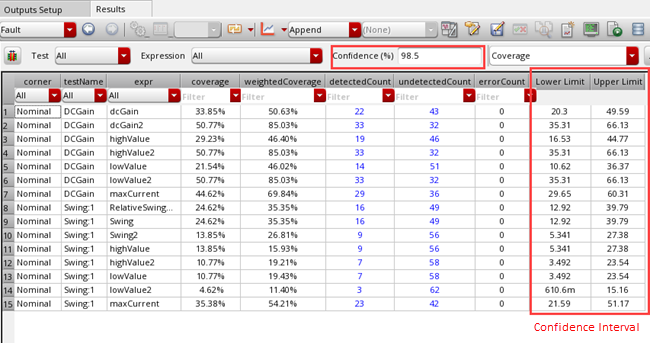 Outputs Setup Results
Fault Append (None)
Test All Expression All Confidence (%) 98.5 Coverage
corner testName expr coverage weightedCoverage detectedCount undetectedCount errorCount Lower Limit Upper Limit
All All All Filter Filter Filter Filter Filter
1 Nominal DCGain dcGain 33.85% 50.63% 22 43 0 20.3 49.59
2 Nominal DCGain dcGain2 50.77% 85.03% 33 32 0 35.31 66.13
3 Nominal DCGain highValue 29.23% 46.40% 19 46 0 16.53 44.77
4 Nominal DCGain highValue2 50.77% 85.03% 33 32 0 35.31 66.13
5 Nominal DCGain lowValue 21.54% 46.02% 14 51 0 10.62 36.37
6 Nominal DCGain lowValue2 50.77% 85.03% 33 32 0 35.31 66.13
7 Nominal DCGain maxCurrent 44.62% 69.84% 29 36 0 29.65 60.31
8 Nominal Swing:1 RelativeSwing... 24.62% 35.35% 16 49 0 12.92 39.79
9 Nominal Swing:1 Swing 24.62% 35.35% 16 49 0 12.92 39.79
10 Nominal Swing:1 Swing2 13.85% 26.81% 9 56 0 5.341 27.38
11 Nominal Swing:1 highValue 13.85% 15.93% 9 56 0 5.341 27.38
12 Nominal Swing:1 highValue2 10.77% 19.21% 7 58 0 3.492 23.54
13 Nominal Swing:1 lowValue 10.77% 19.43% 7 58 0 3.492 23.54
14 Nominal Swing:1 lowValue2 4.62% 11.40% 3 62 0 610.6m 15.16
15 Nominal Swing:1 maxCurrent 35.38% 54.21% 23 42 0 21.59 51.17
Confidence Interval